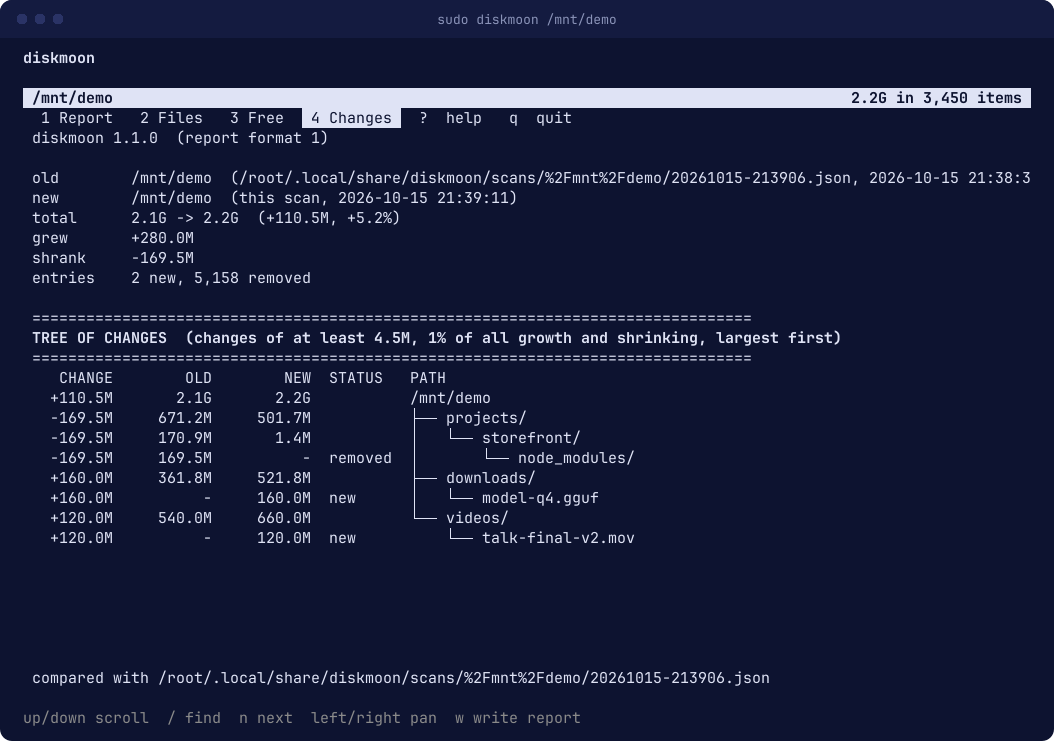 sudo diskmoon /mnt/demo
diskmoon
/mnt/demo 2.2G in 3,450 items
1 Report 2 Files 3 Free 4 Changes ? help q quit
diskmoon 1.1.0 (report format 1)
old /mnt/demo (/root/.local/share/diskmoon/scans/%2Fmnt%2Fdemo/20261015-213906.json, 2026-10-15 21:38:3
new /mnt/demo (this scan, 2026-10-15 21:39:11)
total 2.1G -> 2.2G (+110.5M, +5.2%)
grew +280.0M
shrank -169.5M
entries 2 new, 5,158 removed
================================================================================
TREE OF CHANGES (changes of at least 4.5M, 1% of all growth and shrinking, largest first)
================================================================================
CHANGE OLD NEW STATUS PATH
+110.5M 2.1G 2.2G /mnt/demo
-169.5M 671.2M 501.7M ├── projects/
-169.5M 170.9M 1.4M │ └── storefront/
-169.5M 169.5M - removed │ └── node_modules/
+160.0M 361.8M 521.8M ├── downloads/
+160.0M - 160.0M new │ └── model-q4.gguf
+120.0M 540.0M 660.0M └── videos/
+120.0M - 120.0M new └── talk-final-v2.mov
compared with /root/.local/share/diskmoon/scans/%2Fmnt%2Fdemo/20261015-213906.json
up/down scroll / find n next left/right pan w write report